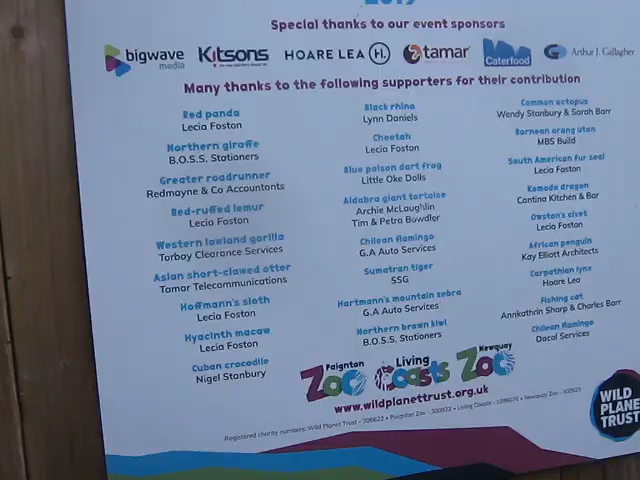 2019
Special thanks to our event sponsors
bigwave media
Kitsons
HOARE LEA H.
tamar
Caterfood
G Arthur J. Gallagher
Many thanks to the following supporters for their contribution
Red panda
Lecia Foston
Northern giraffe
B.O.S.S. Stationers
Greater roadrunner
Redmayne & Co Accountants
Red-ruffed lemur
Lecia Foston
Western lowland gorilla
Torbay Clearance Services
Asian short-clawed otter
Tamar Telecommunications
Hoffmann's sloth
Lecia Foston
Hyacinth macaw
Lecia Foston
Cuban crocodile
Nigel Stanbury
Black rhino
Lynn Daniels
Cheetah
Lecia Foston
Blue poison dart frog
Little Oke Dolls
Aldabra giant tortoise
Archie McLaughlin
Tim & Petra Bowdler
Chilean flamingo
G.A Auto Services
Sumatran tiger
SSG
Hartmann's mountain zebra
G.A Auto Services
Northern brown kiwi
B.O.S.S. Stationers
Common octopus
Wendy Stanbury & Sarah Barr
Bornean orang utan
MBS Build
South American fur seal
Lecia Foston
Komodo dragon
Cantina Kitchen & Bar
Owston's civet
Lecia Foston
African penguin
Kay Elliott Architects
Carpathian lynx
Hoare Lea
Fishing cat
Annkathrin Sharp & Charles Barr
Chilean flamingo
Dacol Services
Paignton Zoo
Living Coasts
Newquay Zoo
www.wildplanettrust.org.uk
Registered charity numbers: Wild Planet Trust - 300622 • Paignton Zoo - 300622 • Living Coasts - • Newquay Zoo - 300622
WILD
PLANET
TRUST